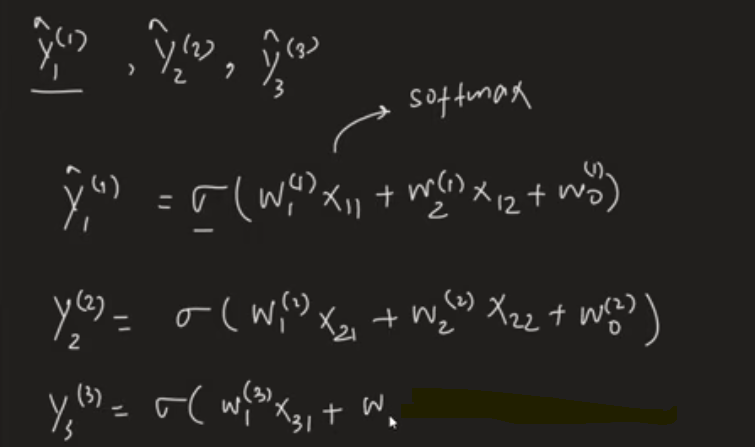 ŷ₁⁽¹⁾, ŷ₂⁽²⁾, ŷ₃⁽³⁾
softmax
ŷ₁⁽¹⁾ = σ(w₁⁽¹⁾x₁₁ + w₂⁽¹⁾x₁₂ + w₀⁽¹⁾)
y₂⁽²⁾ = σ(w₁⁽²⁾x₂₁ + w₂⁽²⁾x₂₂ + w₀⁽²⁾)
y₃⁽³⁾ = σ(w₁⁽³⁾x₃₁ + w